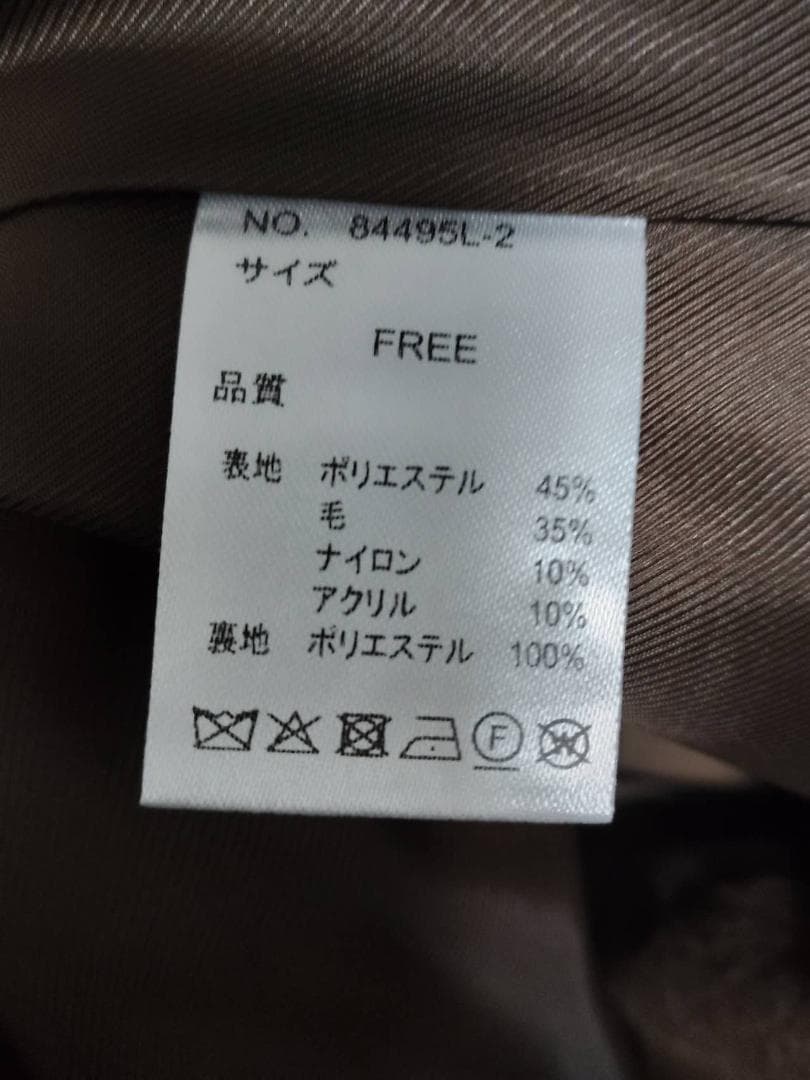 NO. 84495L-2
サイズ
FREE
品質
表地 ポリエステル 45%
毛 35%
ナイロン 10%
アクリル 10%
裏地 ポリエステル 100%
F W